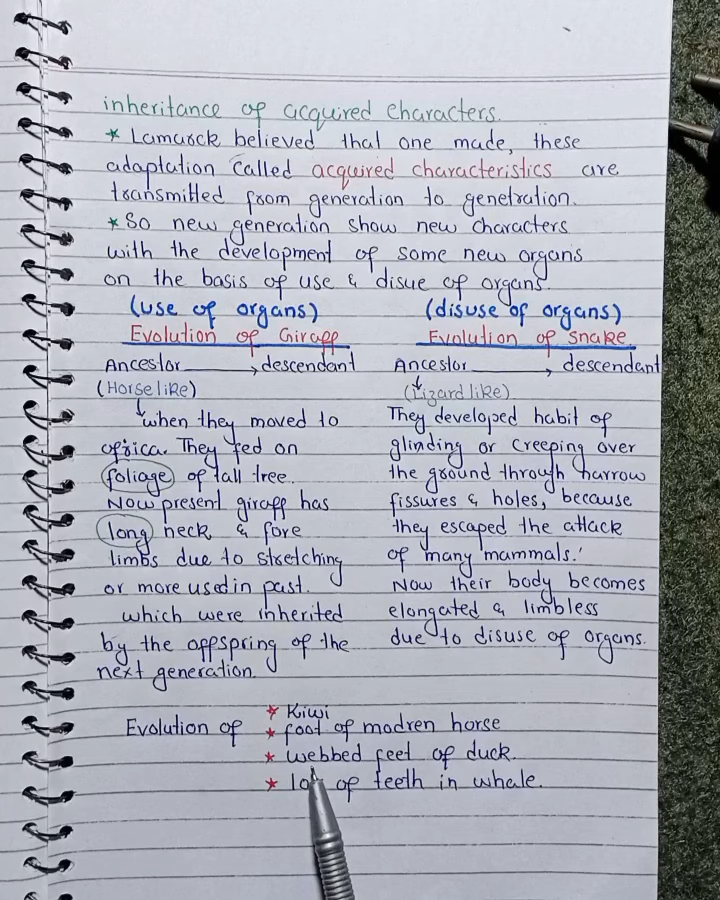 inheritance of acquired characters.
* Lamarck believed that one made, these
adaptation called acquired characteristics are
transmitted from generation to genetration.
* So new generation show new characters
with the development of some new organs
on the basis of use & disue of organs.
(use of organs)
Evolution of Giraff
Ancestor → descendant
(Horselike)
when they moved to
africa. They fed on
foliage of tall tree.
Now present giraff has
long neck & fore
limbs due to stretching
or more used in past.
which were inherited
by the offspring of the
next generation.
(disuse of organs)
Evolution of snake.
Ancestor → descendant
(Lizard like)
They developed habit of
glinding or creeping over
the ground through narrow
fissures & holes, because
they escaped the attack
of many mammals.
Now their body becomes
elongated & limbless
due to disuse of organs.
Evolution of
* Kiwi
* foot of modren horse
* webbed feet of duck.
* of teeth in whale.